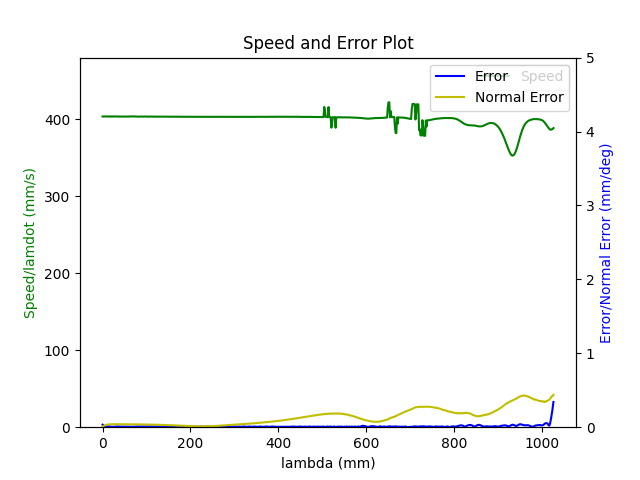 Speed and Error Plot
Error
Speed
Normal Error
Speed/lamdot (mm/s)
400
300
200
100
0
5
4
3
2
1
0
Error/Normal Error (mm/deg)
0
200
400
600
800
1000
lambda (mm)